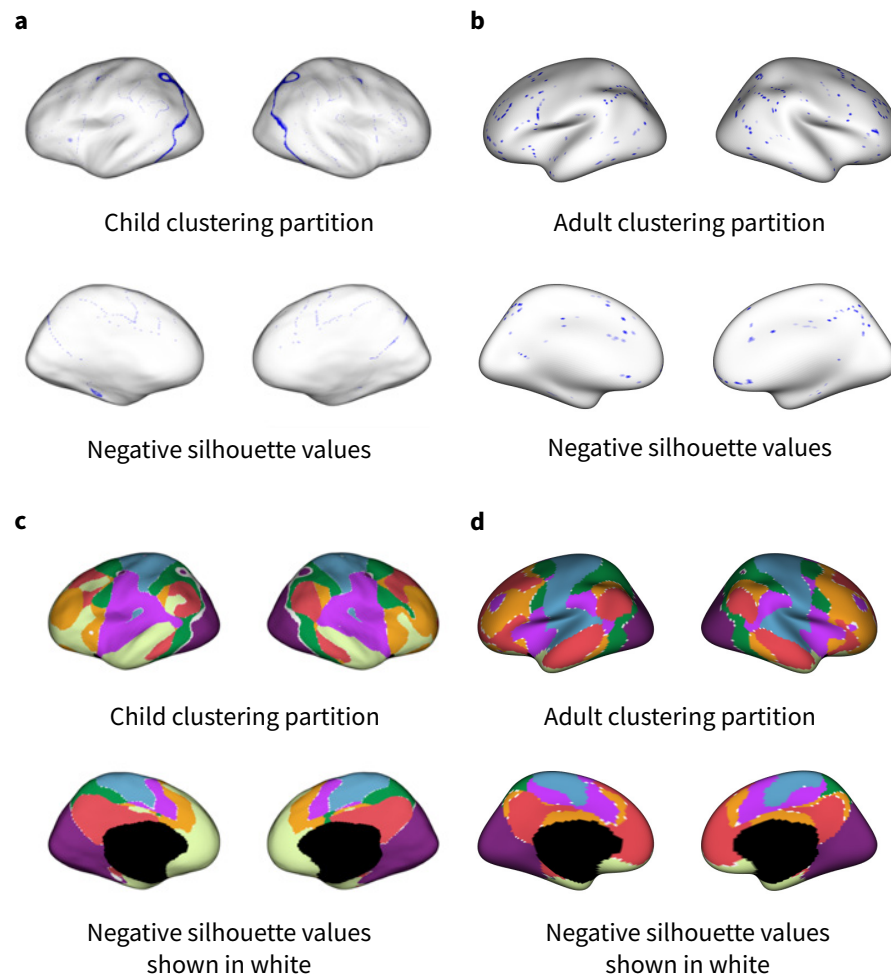 a
b
Child clustering partition
Adult clustering partition
Negative silhouette values
Negative silhouette values
c
d
Child clustering partition
Adult clustering partition
Negative silhouette values
shown in white
Negative silhouette values
shown in white